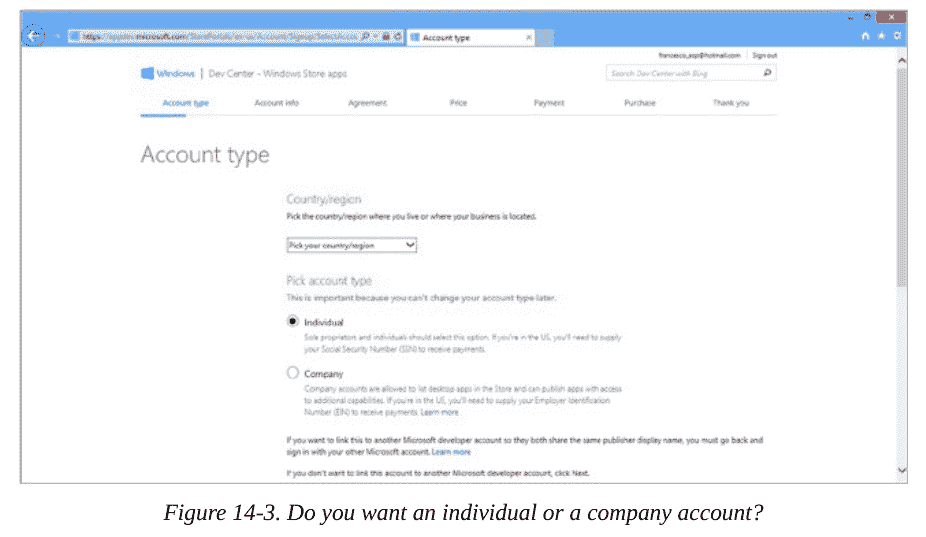 https microsoft.com
Account type
francesco_asp@hotmail.com Sign out
Windows | Dev Center - Windows Store apps
Search Dev Center with Bing
Account type Account info Agreement Price Payment Purchase Thank you
Account type
Country/region
Pick the country/region where you live or where your business is located.
Pick your country/region
Pick account type
This is important because you can't change your account type later.
Individual
Sole proprietors and individuals should select this option. If you're in the US, you'll need to supply
your Social Security Number (SSN) to receive payments.
Company
Company accounts are allowed to list desktop apps in the Store and can publish apps with access
to additional capabilities. If you're in the US, you'll need to supply your Employer Identification
Number (EIN) to receive payments. Learn more
If you want to link this to another Microsoft developer account so they both share the same publisher display name, you must go back and
sign in with your other Microsoft account. Learn more
If you don't want to link this account to another Microsoft developer account, click Next.
Figure 14-3. Do you want an individual or a company account?